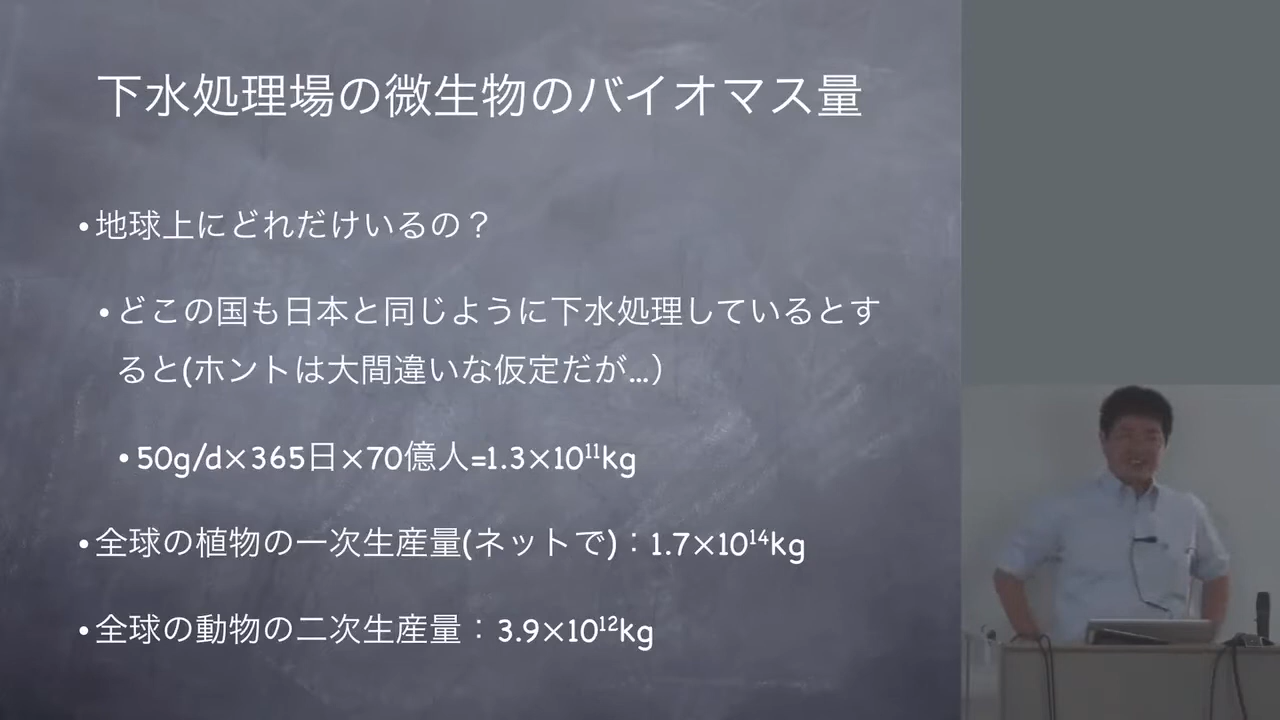 下水処理場の微生物のバイオマス量
•地球上にどれだけいるの？
•どこの国も日本と同じように下水処理しているとす
ると(ホントは大間違いな仮定だが...）
•50g/d×365日×70億人=1.3×10¹¹kg
•全球の植物の一次生産量(ネットで)：1.7×10¹⁴kg
•全球の動物の二次生産量：3.9×10¹²kg